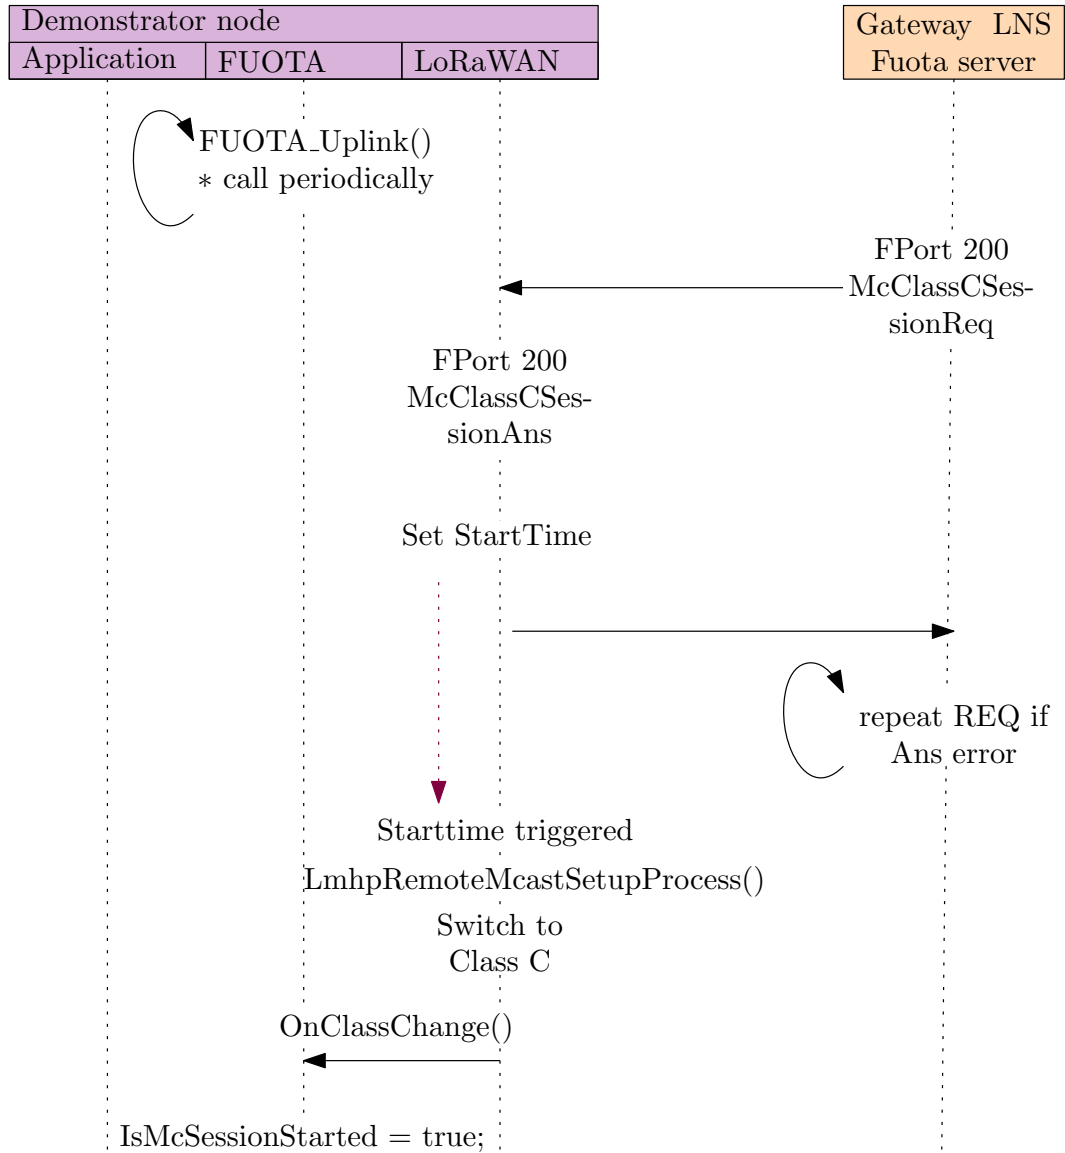 Demonstrator node
Application
FUOTA
LoRaWAN
Gateway LNS
Fuota server
FUOTA_Uplink()
* call periodically
FPort 200
McClassCSes-
sionReq
FPort 200
McClassCSes-
sionAns
Set StartTime
repeat REQ if
Ans error
Starttime triggered
LmhpRemoteMcastSetupProcess()
Switch to
Class C
OnClassChange()
IsMcSessionStarted = true;